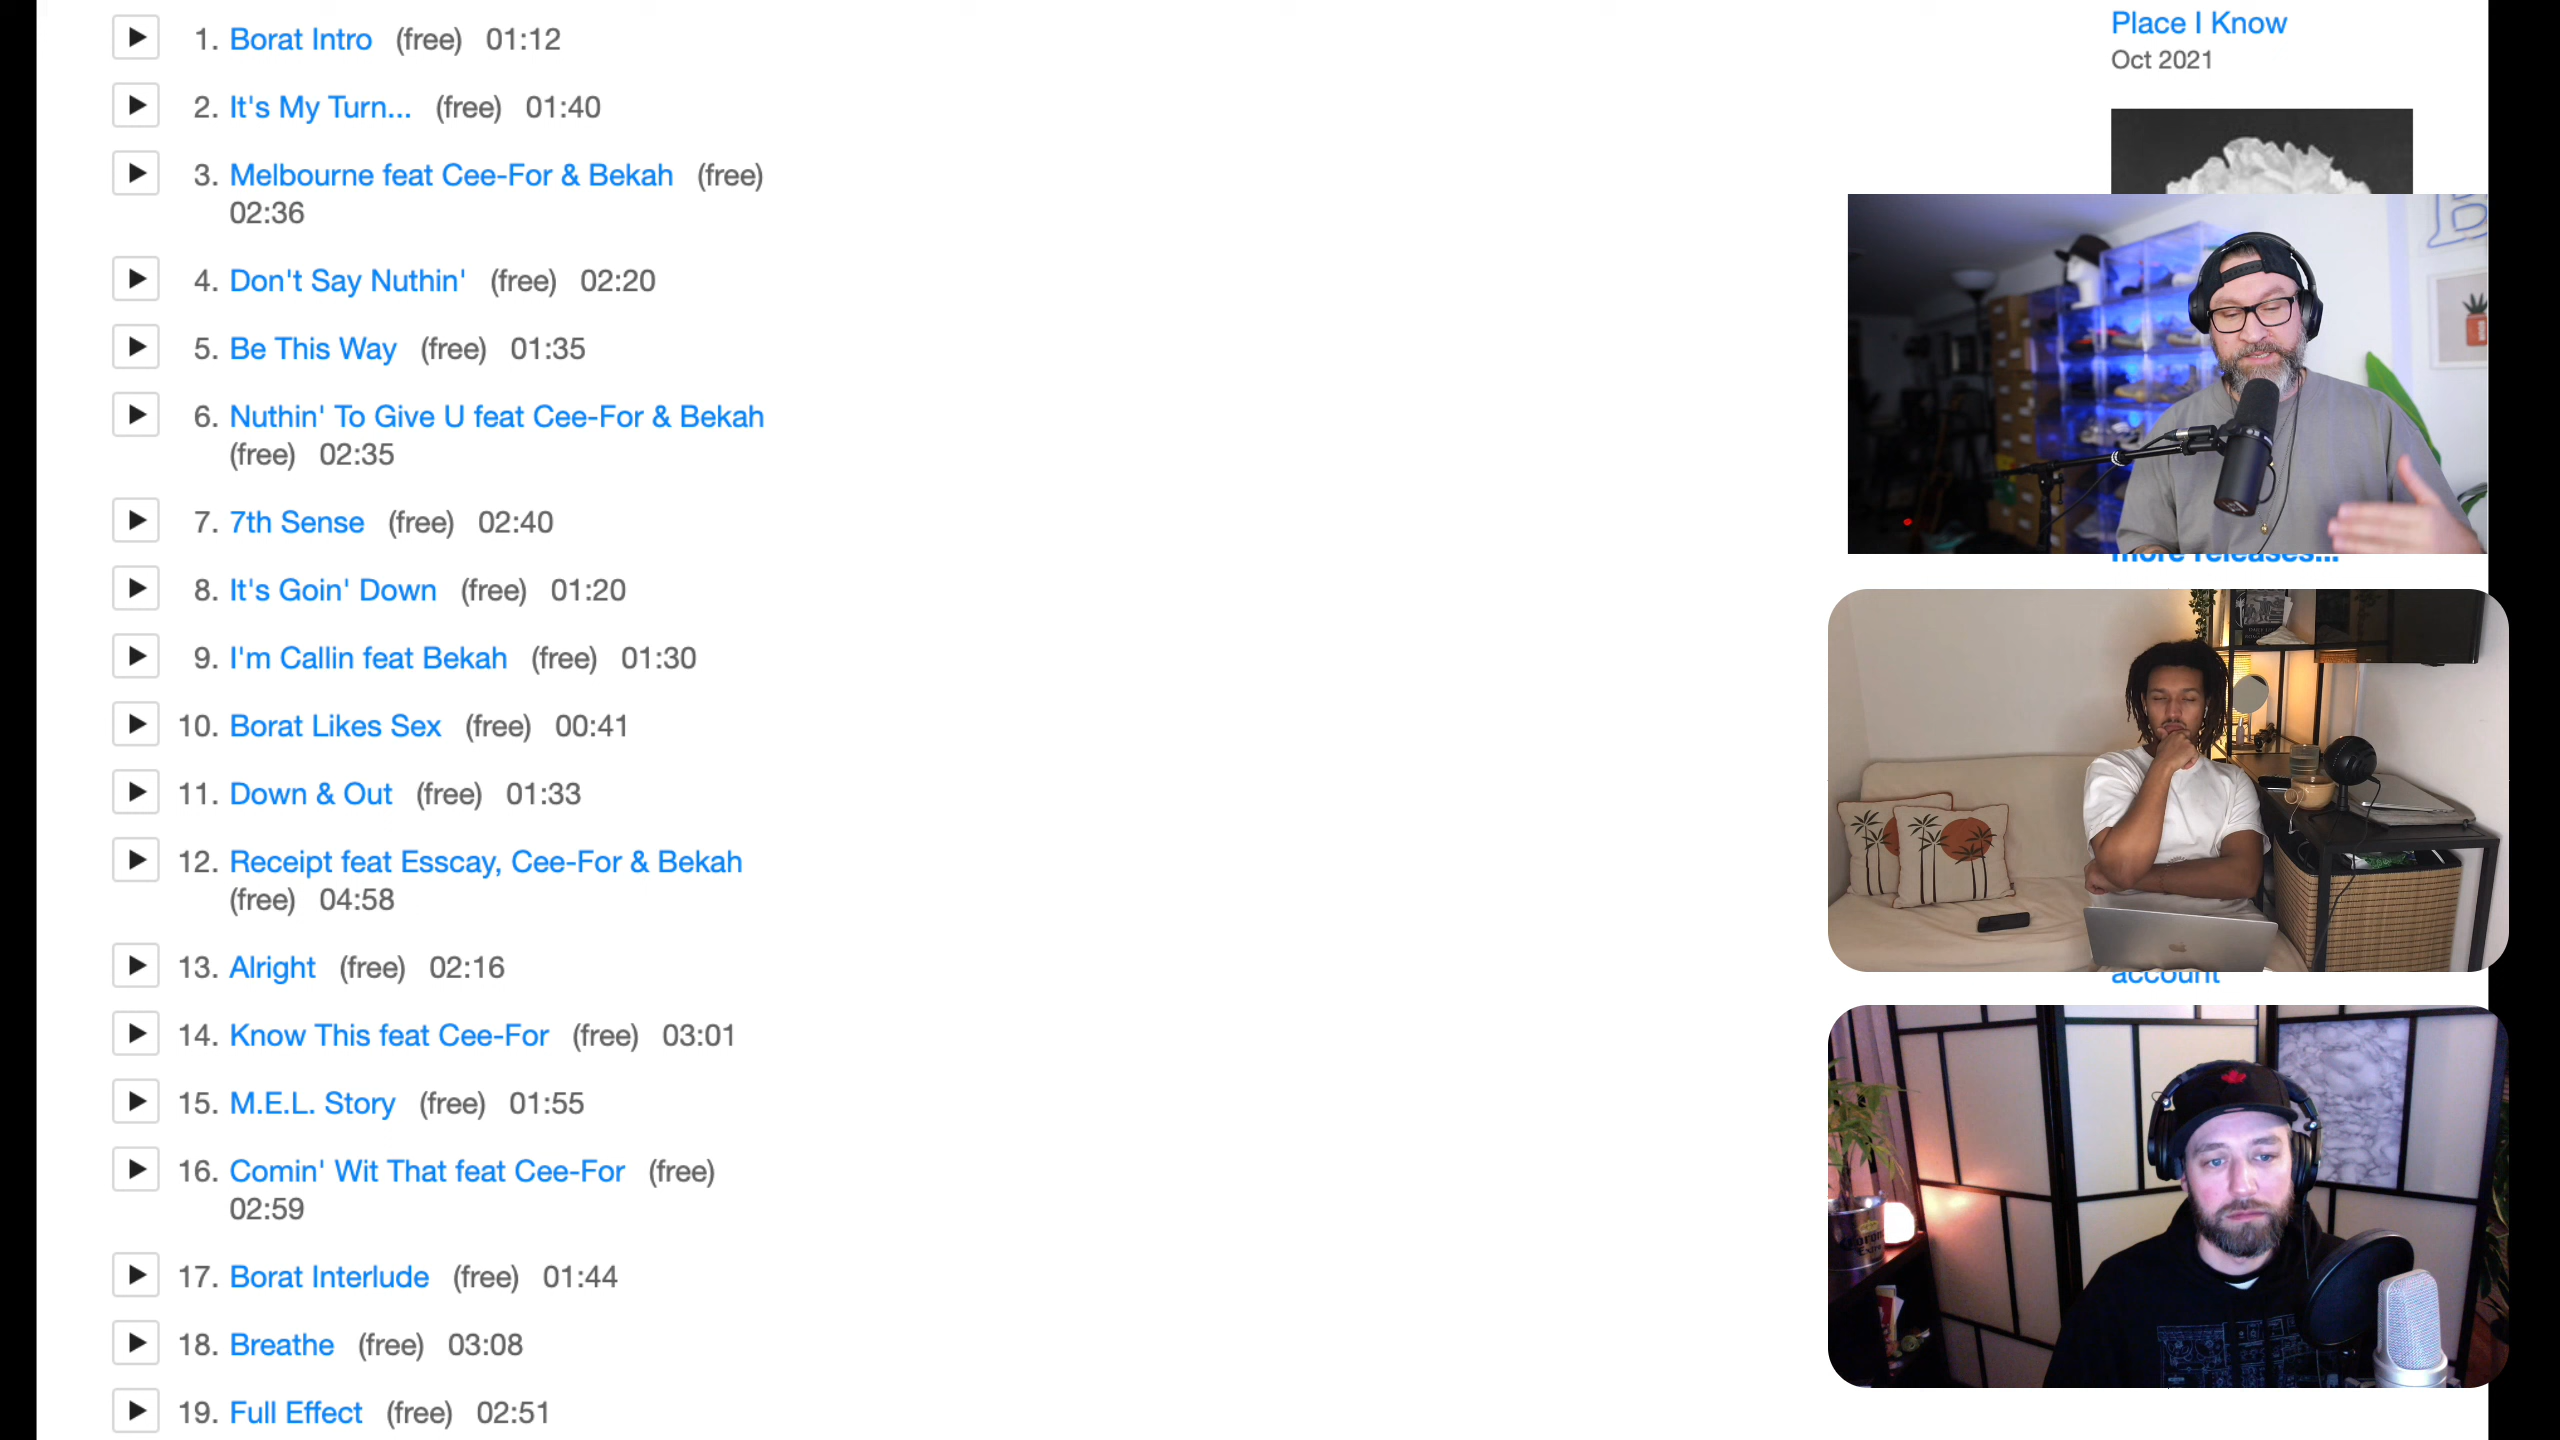 1. Borat Intro (free) 01:12
2. It's My Turn... (free) 01:40
3. Melbourne feat Cee-For & Bekah (free)
02:36
4. Don't Say Nuthin' (free) 02:20
5. Be This Way (free) 01:35
6. Nuthin' To Give U feat Cee-For & Bekah
(free) 02:35
7. 7th Sense (free) 02:40
8. It's Goin' Down (free) 01:20
9. I'm Callin feat Bekah (free) 01:30
10. Borat Likes Sex (free) 00:41
11. Down & Out (free) 01:33
12. Receipt feat Esscay, Cee-For & Bekah
(free) 04:58
13. Alright (free) 02:16
14. Know This feat Cee-For (free) 03:01
15. M.E.L. Story (free) 01:55
16. Comin' Wit That feat Cee-For (free)
02:59
17. Borat Interlude (free) 01:44
18. Breathe (free) 03:08
19. Full Effect (free) 02:51
Place I Know
Oct 2021
more releases...
account
Corona
Extra